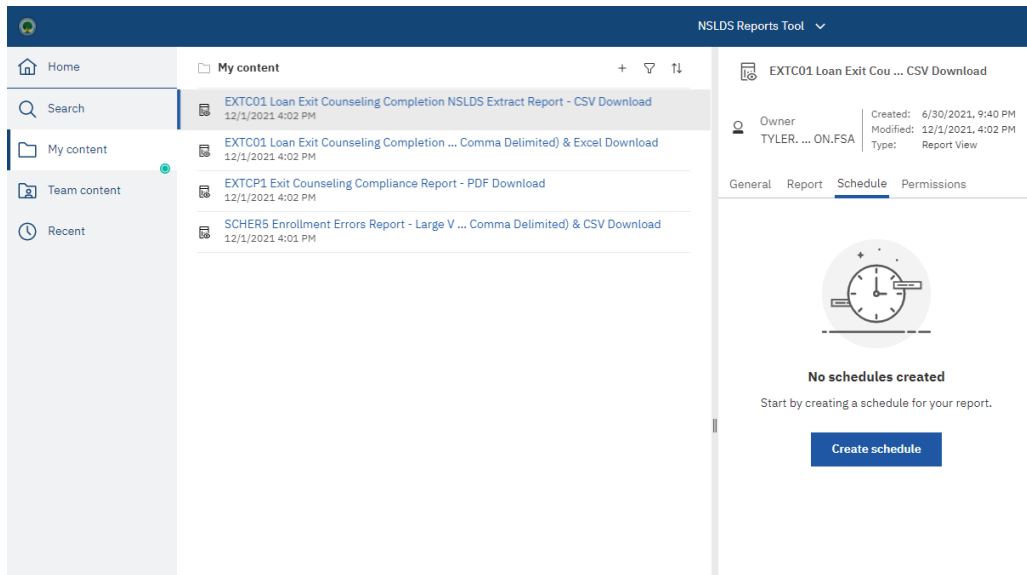 NSLDS Reports Tool
Home
Search
My content
Team content
Recent
My content
EXTC01 Loan Exit Counseling Completion NSLDS Extract Report - CSV Download
12/1/2021 4:02 PM
EXTC01 Loan Exit Counseling Completion ... Comma Delimited) & Excel Download
12/1/2021 4:02 PM
EXTCP1 Exit Counseling Compliance Report - PDF Download
12/1/2021 4:02 PM
SCHER5 Enrollment Errors Report - Large V ... Comma Delimited) & CSV Download
12/1/2021 4:01 PM
EXTC01 Loan Exit Cou ... CSV Download
Owner
TYLER. ... ON.FSA
Created: 6/30/2021, 9:40 PM
Modified: 12/1/2021, 4:02 PM
Type: Report View
General Report Schedule Permissions
No schedules created
Start by creating a schedule for your report.
Create schedule